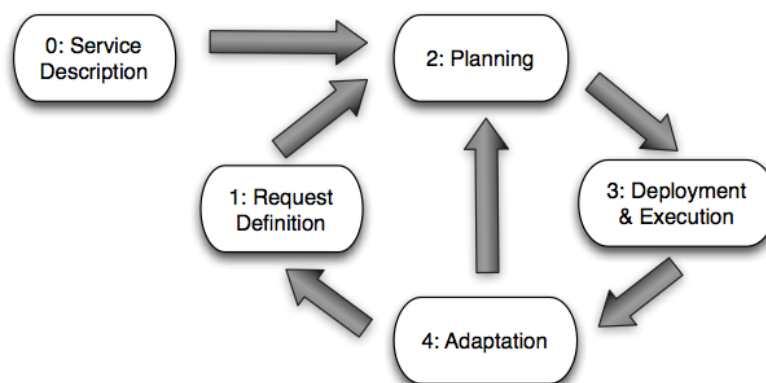 0: Service
Description
2: Planning
1: Request
Definition
3: Deployment
& Execution
4: Adaptation